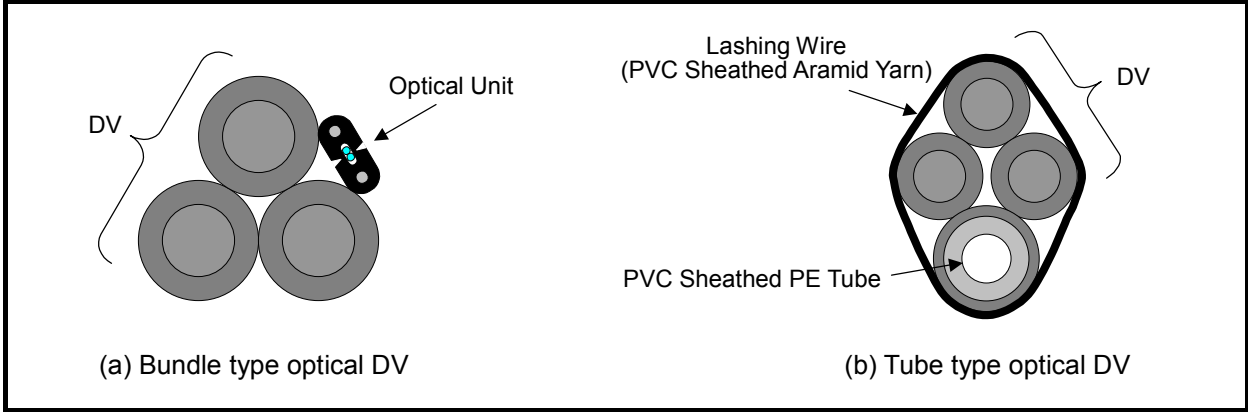 DV
Optical Unit
(a) Bundle type optical DV
Lashing Wire
(PVC Sheathed Aramid Yarn)
DV
PVC Sheathed PE Tube
(b) Tube type optical DV